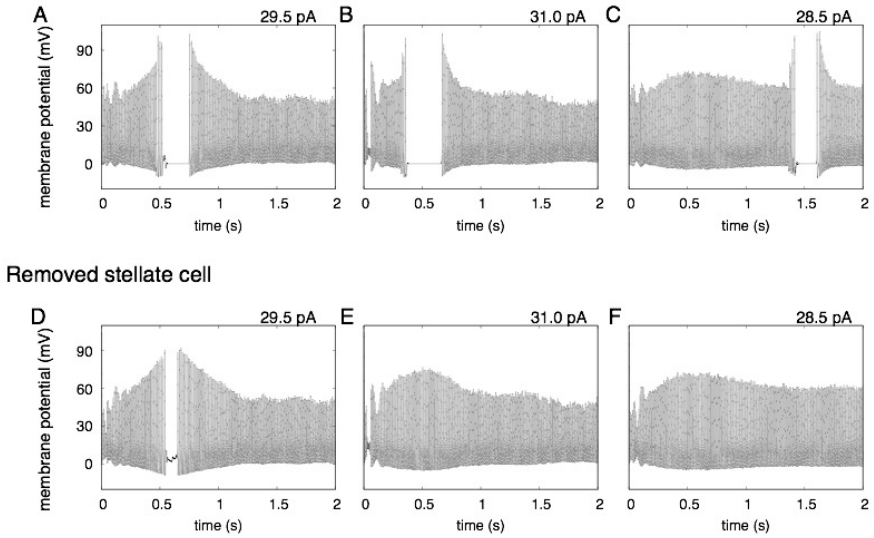 A 29.5 pA B 31.0 pA C 28.5 pA
membrane potential (mV)
90
60
30
0
0 0.5 1 1.5 2 0 0.5 1 1.5 2 0 0.5 1 1.5 2
time (s) time (s) time (s)
Removed stellate cell
D 29.5 pA E 31.0 pA F 28.5 pA
membrane potential (mV)
90
60
30
0
0 0.5 1 1.5 2 0 0.5 1 1.5 2 0 0.5 1 1.5 2
time (s) time (s) time (s)